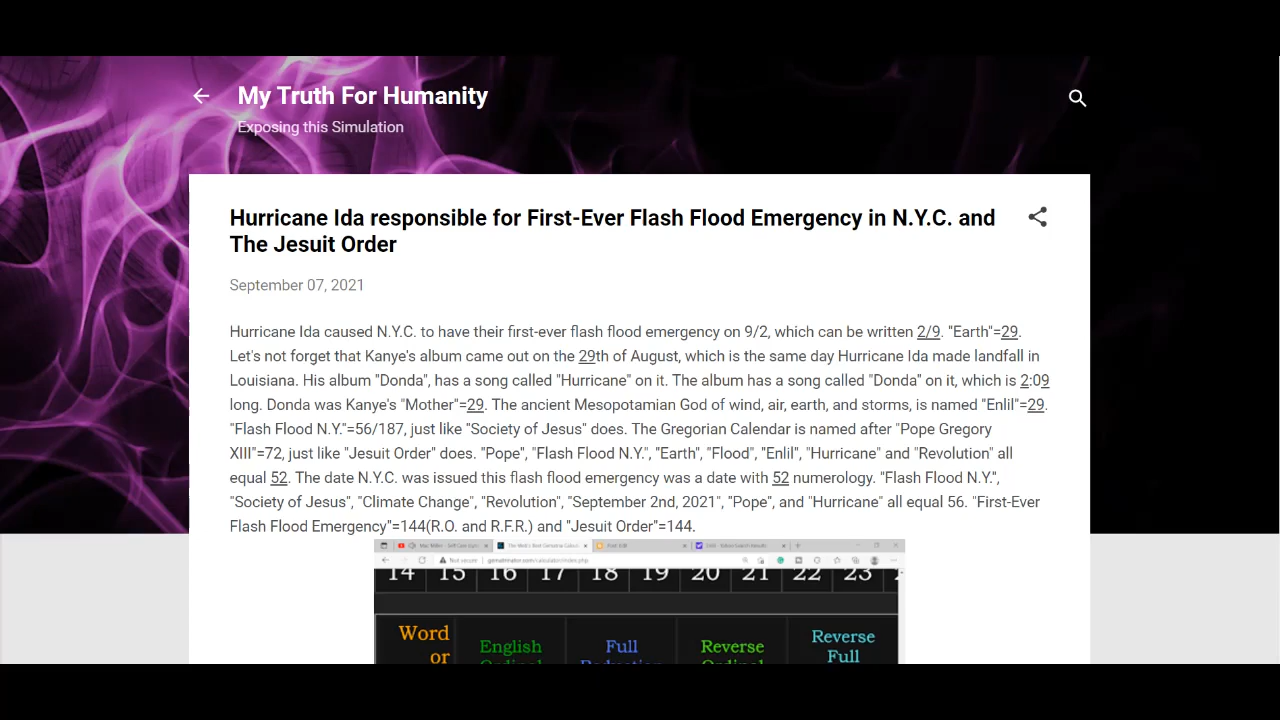 My Truth For Humanity
Exposing this Simulation
Hurricane Ida responsible for First-Ever Flash Flood Emergency in N.Y.C. and
The Jesuit Order
September 07, 2021
Hurricane Ida caused N.Y.C. to have their first-ever flash flood emergency on 9/2, which can be written 2/9. "Earth"=29.
Let's not forget that Kanye's album came out on the 29th of August, which is the same day Hurricane Ida made landfall in
Louisiana. His album "Donda", has a song called "Hurricane" on it. The album has a song called "Donda" on it, which is 2:09
long. Donda was Kanye's "Mother"=29. The ancient Mesopotamian God of wind, air, earth, and storms, is named "Enlil"=29.
"Flash Flood N.Y."=56/187, just like "Society of Jesus" does. The Gregorian Calendar is named after "Pope Gregory
XIII"=72, just like "Jesuit Order" does. "Pope", "Flash Flood N.Y.", "Earth", "Flood", "Enlil", "Hurricane" and "Revolution" all
equal 52. The date N.Y.C. was issued this flash flood emergency was a date with 52 numerology. "Flash Flood N.Y.",
"Society of Jesus", "Climate Change", "Revolution", "September 2nd, 2021", "Pope", and "Hurricane" all equal 56. "First-Ever
Flash Flood Emergency"=144(R.O. and R.F.R.) and "Jesuit Order"=144.
Not secure
14 15 16 17 18 19 20 21 22 23
Word
or
English
Ordinal
Full
Reduction
Reverse
Ordinal
Reverse
Full